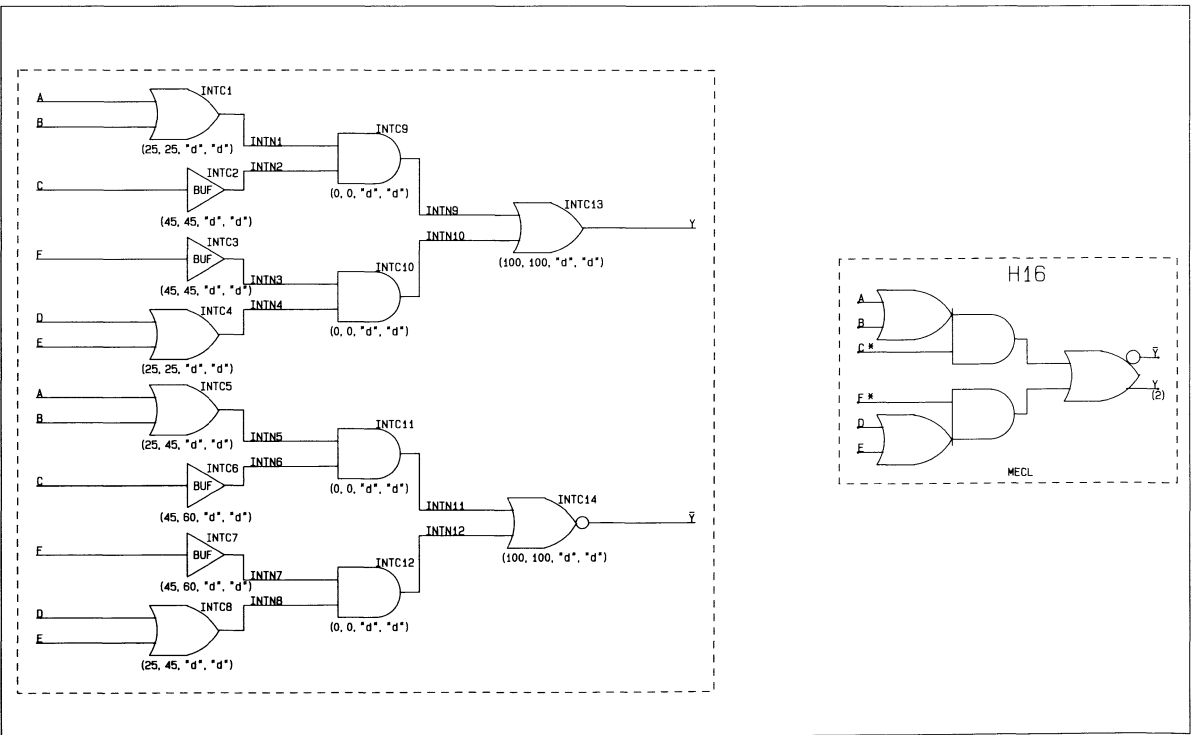 A
INTC1
B
(25, 25, "d", "d")
INTN1
INTC9
C
INTC2
BUF
INTN2
(45, 45, "d", "d")
(0, 0, "d", "d")
F
INTC3
BUF
INTN9
INTC13
Y
INTN10
(45, 45, "d", "d")
INTN3
INTC10
(100, 100, "d", "d")
D
INTC4
INTN4
E
(25, 25, "d", "d")
(0, 0, "d", "d")
A
INTC5
B
(25, 45, "d", "d")
INTN5
INTC11
C
INTC6
BUF
INTN6
(45, 60, "d", "d")
(0, 0, "d", "d")
F
INTC7
BUF
INTN11
INTC14
Ȳ
INTN12
(45, 60, "d", "d")
INTN7
INTC12
(100, 100, "d", "d")
D
INTC8
INTN8
E
(25, 45, "d", "d")
(0, 0, "d", "d")
H16
A
B
C *
Ȳ
F *
Y
(2)
D
E
MECL